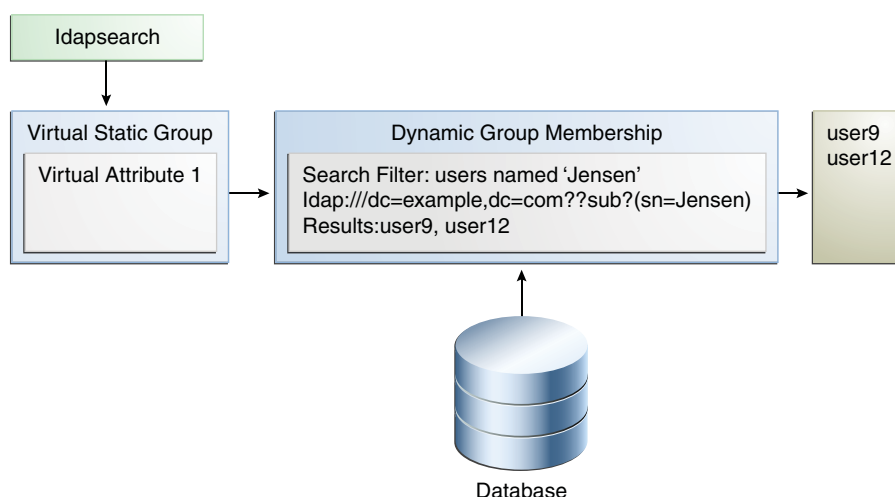 ldapsearch
Virtual Static Group
Virtual Attribute 1
Dynamic Group Membership
Search Filter: users named ‘Jensen’
ldap:///dc=example,dc=com??sub?(sn=Jensen)
Results:user9, user12
user9
user12
Database